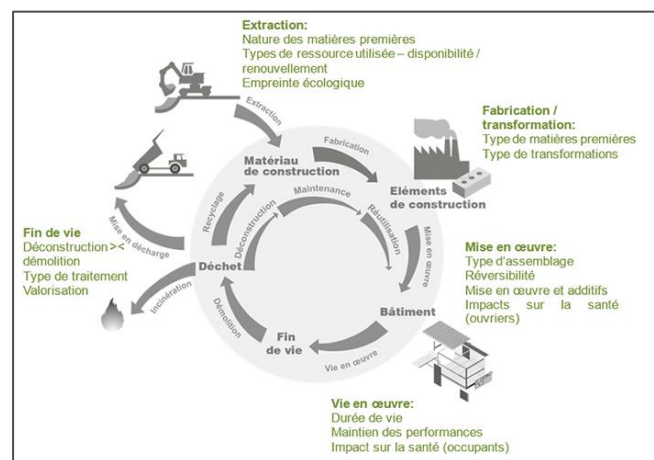 Extraction:
Nature des matières premières
Types de ressource utilisée – disponibilité /
renouvellement
Empreinte écologique
Extraction
Fabrication /
transformation:
Type de matières premières
Type de transformations
Fabrication
Matériau
de construction
Eléments
de construction
Maintenance
Recyclage
Déconstruction
Réutilisation
Mise en œuvre
Mise en décharge
Fin de vie
Déconstruction ><
démolition
Type de traitement
Valorisation
Déchet
Incinération
Démolition
Mise en œuvre:
Type d'assemblage
Réversibilité
Mise en œuvre et additifs
Impacts sur la santé
(ouvriers)
Bâtiment
Fin
de vie
Vie en œuvre
Vie en œuvre:
Durée de vie
Maintien des performances
Impact sur la santé (occupants)